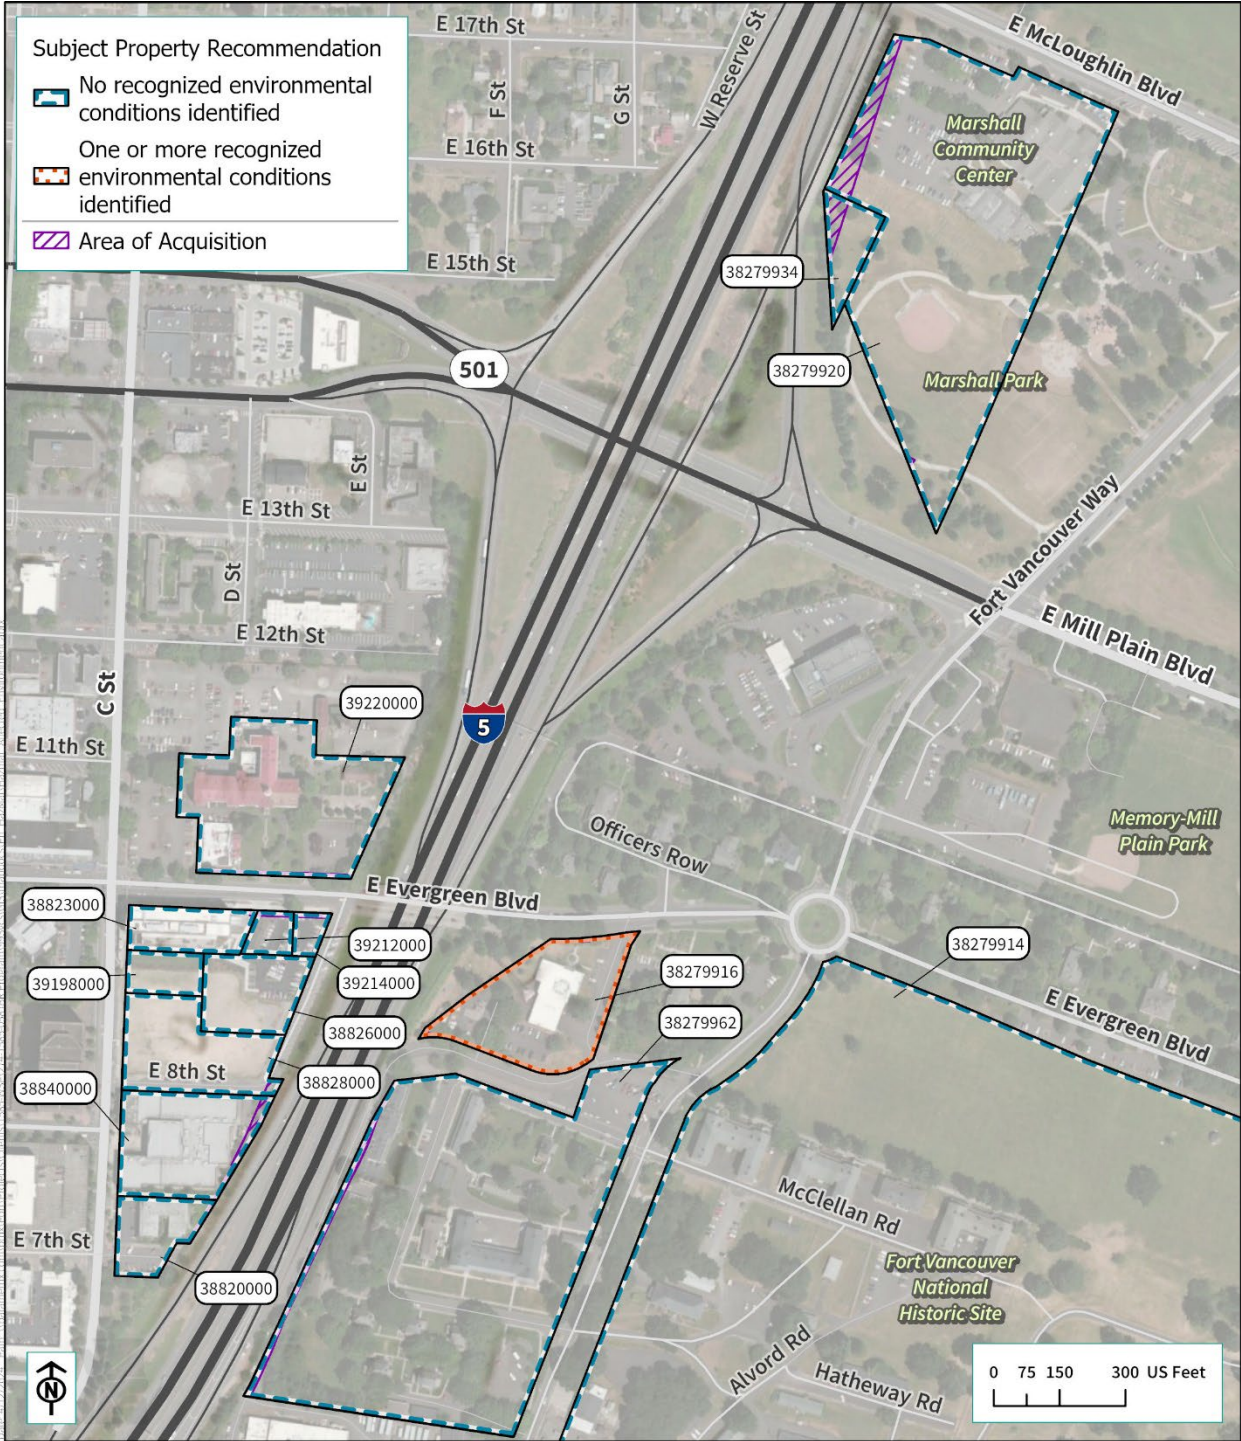 Subject Property Recommendation
No recognized environmental
conditions identified
One or more recognized
environmental conditions
identified
Area of Acquisition
E 17th St
F St
G St
W Reserve St
E 16th St
E 15th St
E McLoughlin Blvd
Marshall
Community
Center
38279934
38279920
Marshall Park
501
E St
E 13th St
D St
E 12th St
Fort Vancouver Way
E Mill Plain Blvd
C St
39220000
5
E 11th St
Officers Row
Memory-Mill
Plain Park
E Evergreen Blvd
38823000
39212000
38279914
38279916
39198000
39214000
38279962
E Evergreen Blvd
38826000
E 8th St
38828000
38840000
McClellan Rd
E 7th St
38820000
Fort Vancouver
National
Historic Site
Alvord Rd
Hatheway Rd
N
0 75 150 300 US Feet